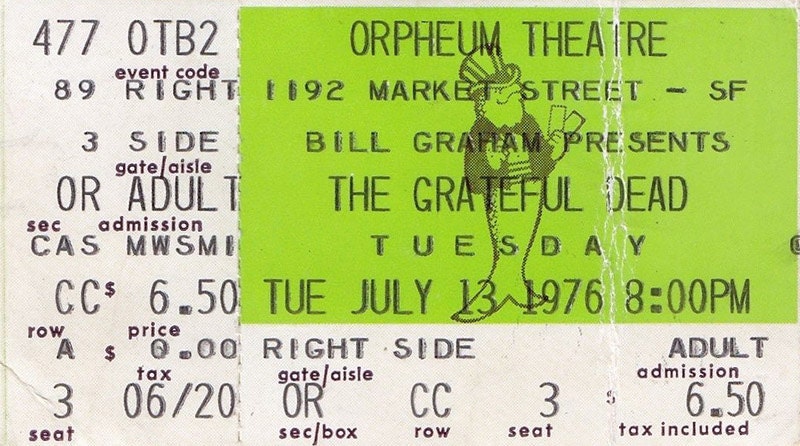 477 OTB2 ORPHEUM THEATRE
event code
89 RIGHT 1192 MARKET STREET - SF
3 SIDE BILL GRAHAM PRESENTS
gate/aisle
OR ADULT THE GRATEFUL DEAD
sec admission
CAS MWSMI TUESDAY
CC $ 6.50 TUE JULY 13 1976 8:00PM
row price
A $ 0.00 RIGHT SIDE ADULT
tax gate/aisle admission
3 06/20 OR CC 3 $ 6.50
seat sec/box row seat tax included